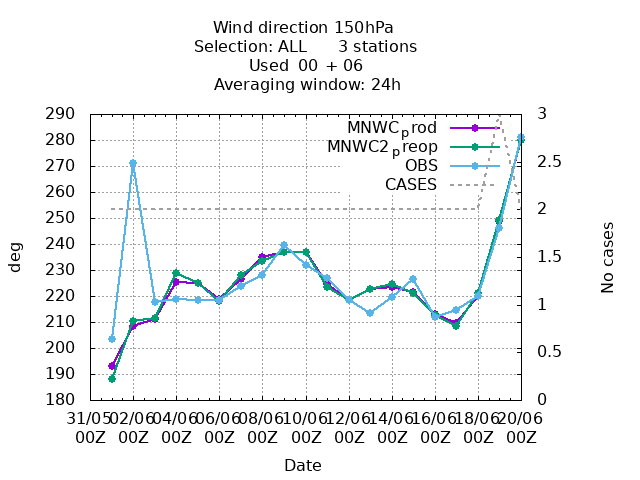 Wind direction 150hPa
Selection: ALL 3 stations
Used 00 + 06
Averaging window: 24h
290 3
280
270 2.5
260
250 2
240
230 1.5
220 1
210
200 0.5
190
180 0
MNWCprod
MNWC2preop
OBS
CASES
deg
No cases
31/05 02/06 04/06 06/06 08/06 10/06 12/06 14/06 16/06 18/06 20/06
00Z 00Z 00Z 00Z 00Z 00Z 00Z 00Z 00Z 00Z 00Z
Date